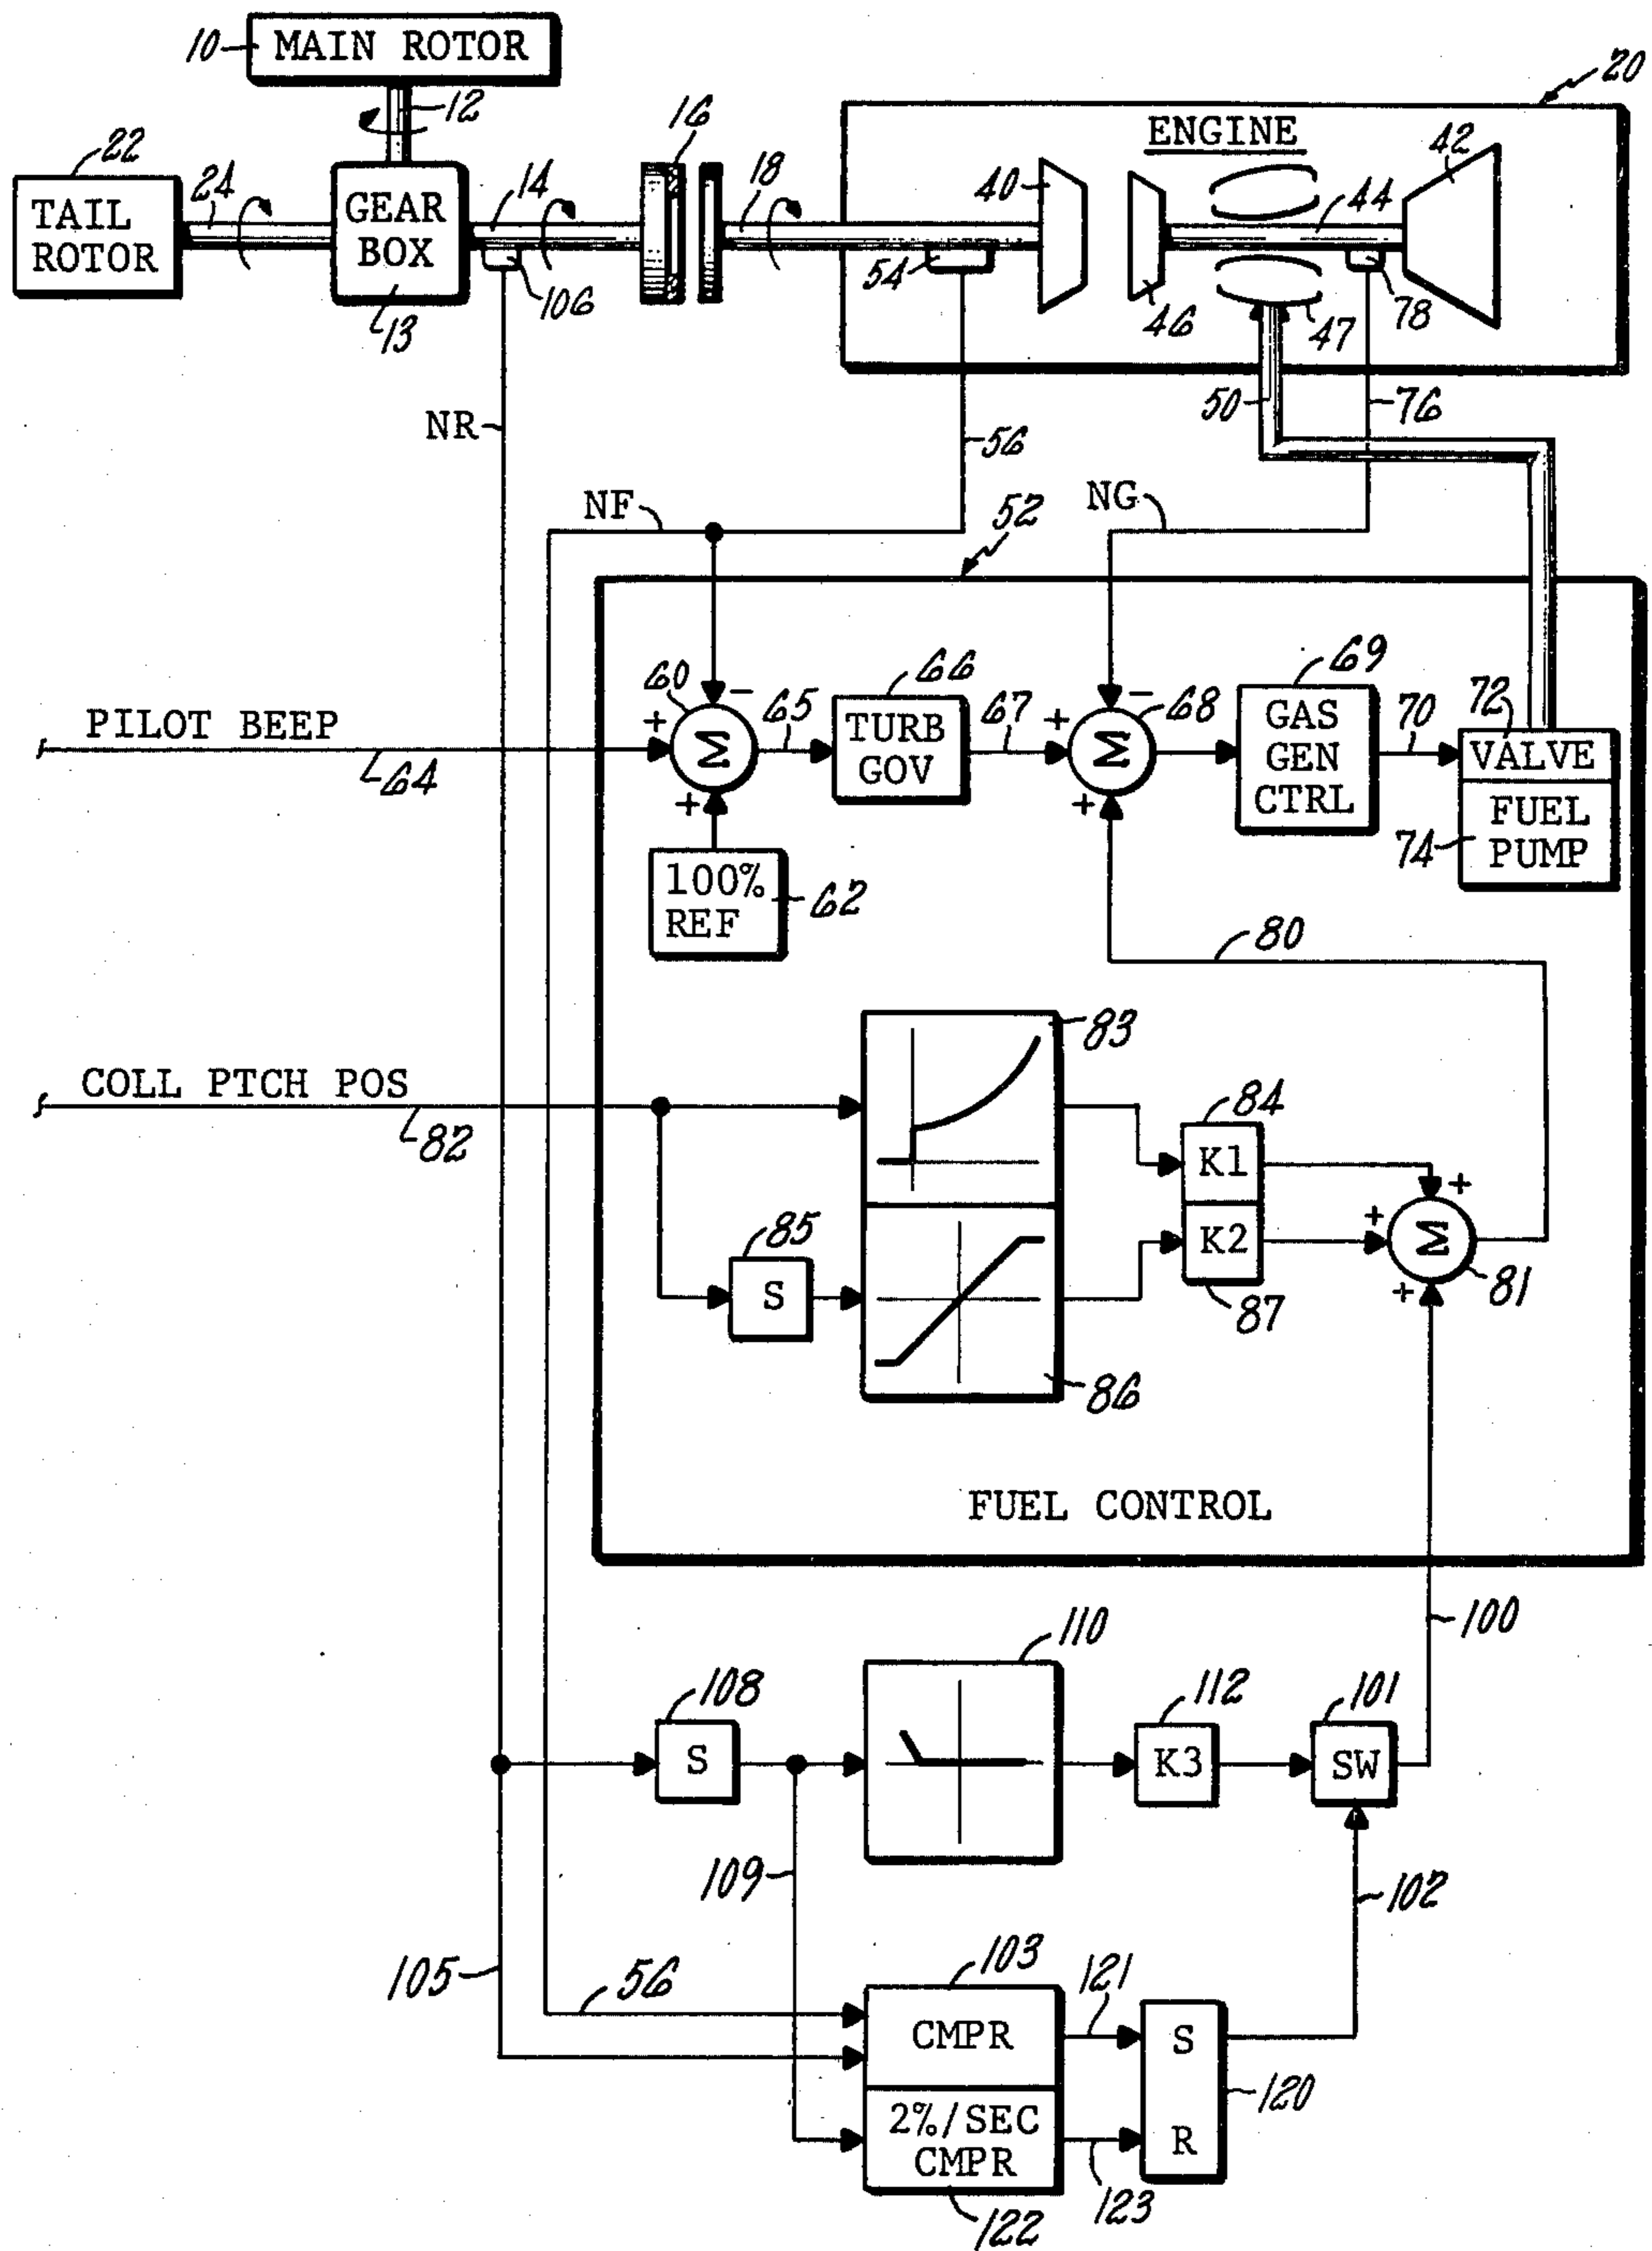 10
MAIN ROTOR
12
22
TAIL
ROTOR
24
GEAR
BOX
13
14
106
16
18
20
ENGINE
40
42
44
46
47
54
78
50
76
NR
56
NF
NG
52
PILOT BEEP
64
60
+
-
+
Σ
65
66
TURB
GOV
67
+
-
+
Σ
68
69
GAS
GEN
CTRL
70
72
VALVE
74
FUEL
PUMP
100%
REF
62
80
COLL PTCH POS
82
83
84
K1
85
S
86
K2
87
+
+
+
Σ
81
FUEL CONTROL
100
108
S
110
112
K3
101
SW
109
102
105
56
103
CMPR
121
S
R
120
2%/SEC
CMPR
122
123